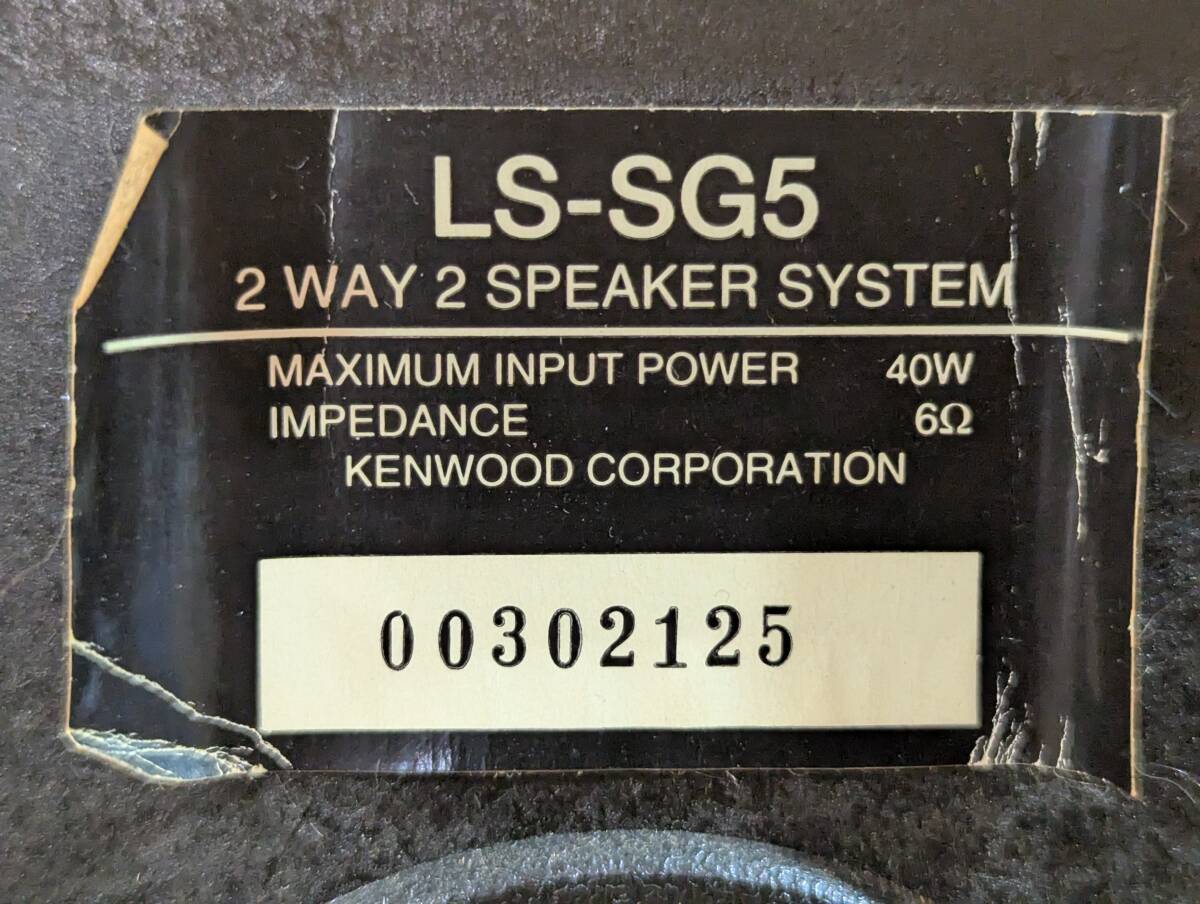 LS-SG5
2 WAY 2 SPEAKER SYSTEM
MAXIMUM INPUT POWER 40W
IMPEDANCE 6Ω
KENWOOD CORPORATION
00302125